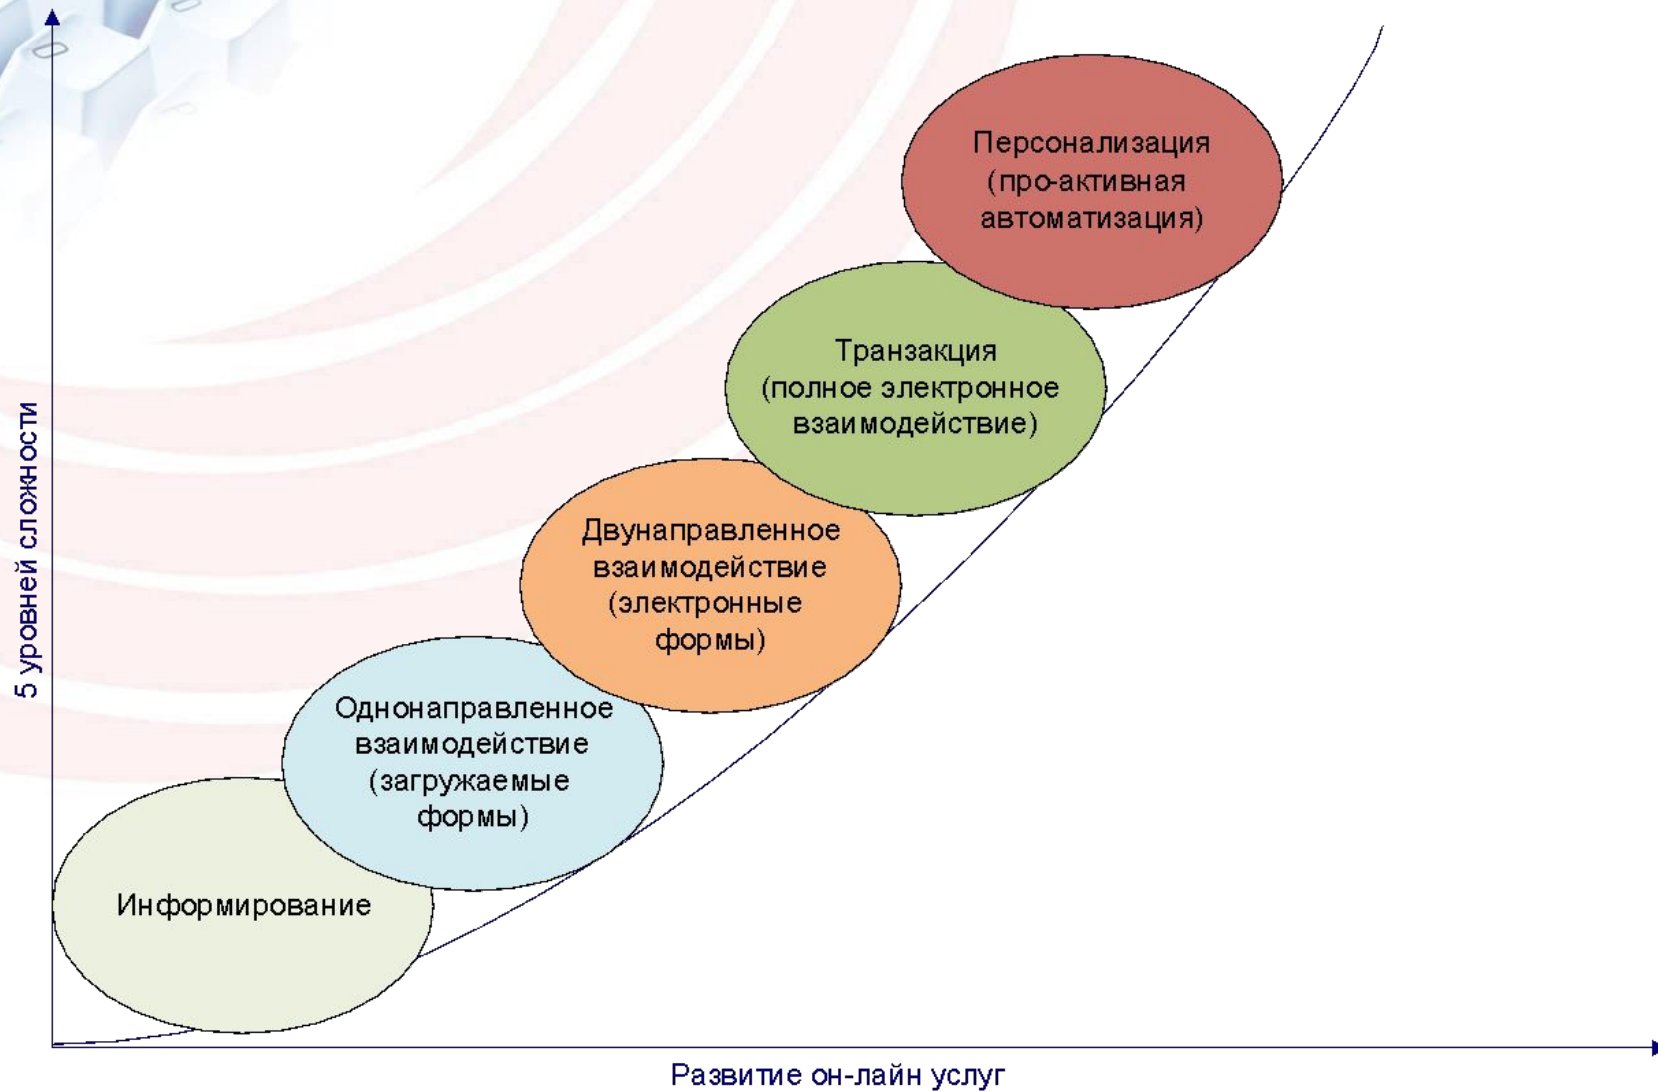 Персонализация
(про-активная
автоматизация)
Транзакция
(полное электронное
взаимодействие)
Двунаправленное
взаимодействие
(электронные
формы)
Однонаправленное
взаимодействие
(загружаемые
формы)
Информирование
5 уровней сложности
Развитие он-лайн услуг